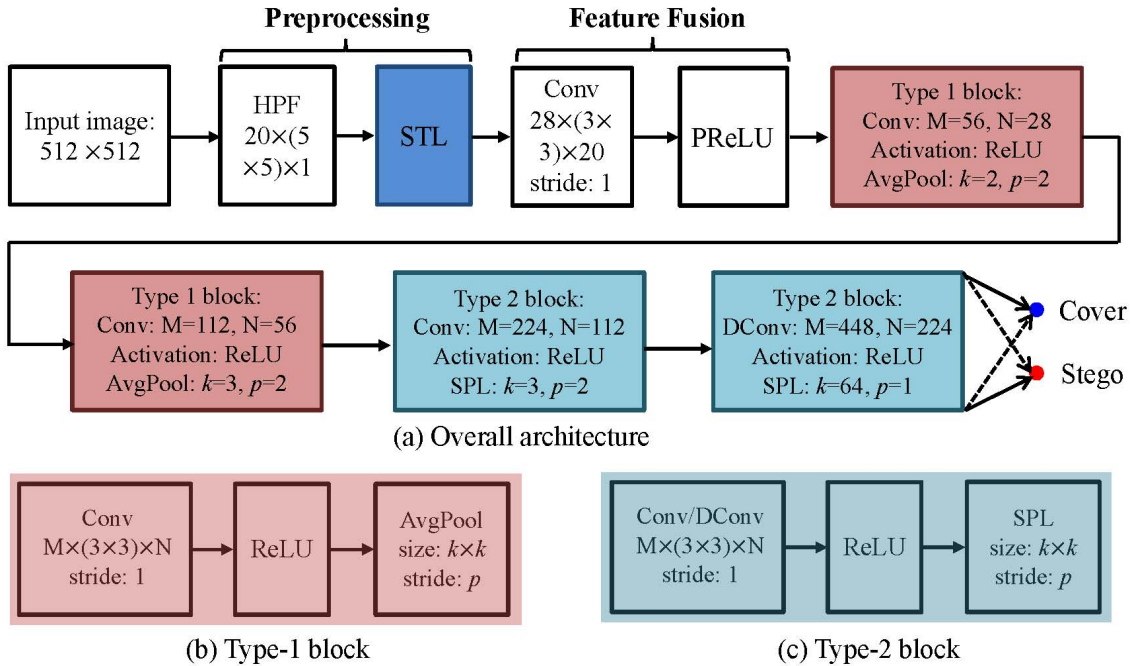 Preprocessing
Feature Fusion
Input image:
512 ×512
HPF
20×(5
×5)×1
STL
Conv
28×(3×
3)×20
stride: 1
PReLU
Type 1 block:
Conv: M=56, N=28
Activation: ReLU
AvgPool: k=2, p=2
Type 1 block:
Conv: M=112, N=56
Activation: ReLU
AvgPool: k=3, p=2
Type 2 block:
Conv: M=224, N=112
Activation: ReLU
SPL: k=3, p=2
Type 2 block:
DConv: M=448, N=224
Activation: ReLU
SPL: k=64, p=1
Cover
Stego
(a) Overall architecture
Conv
M×(3×3)×N
stride: 1
ReLU
AvgPool
size: k×k
stride: p
(b) Type-1 block
Conv/DConv
M×(3×3)×N
stride: 1
ReLU
SPL
size: k×k
stride: p
(c) Type-2 block